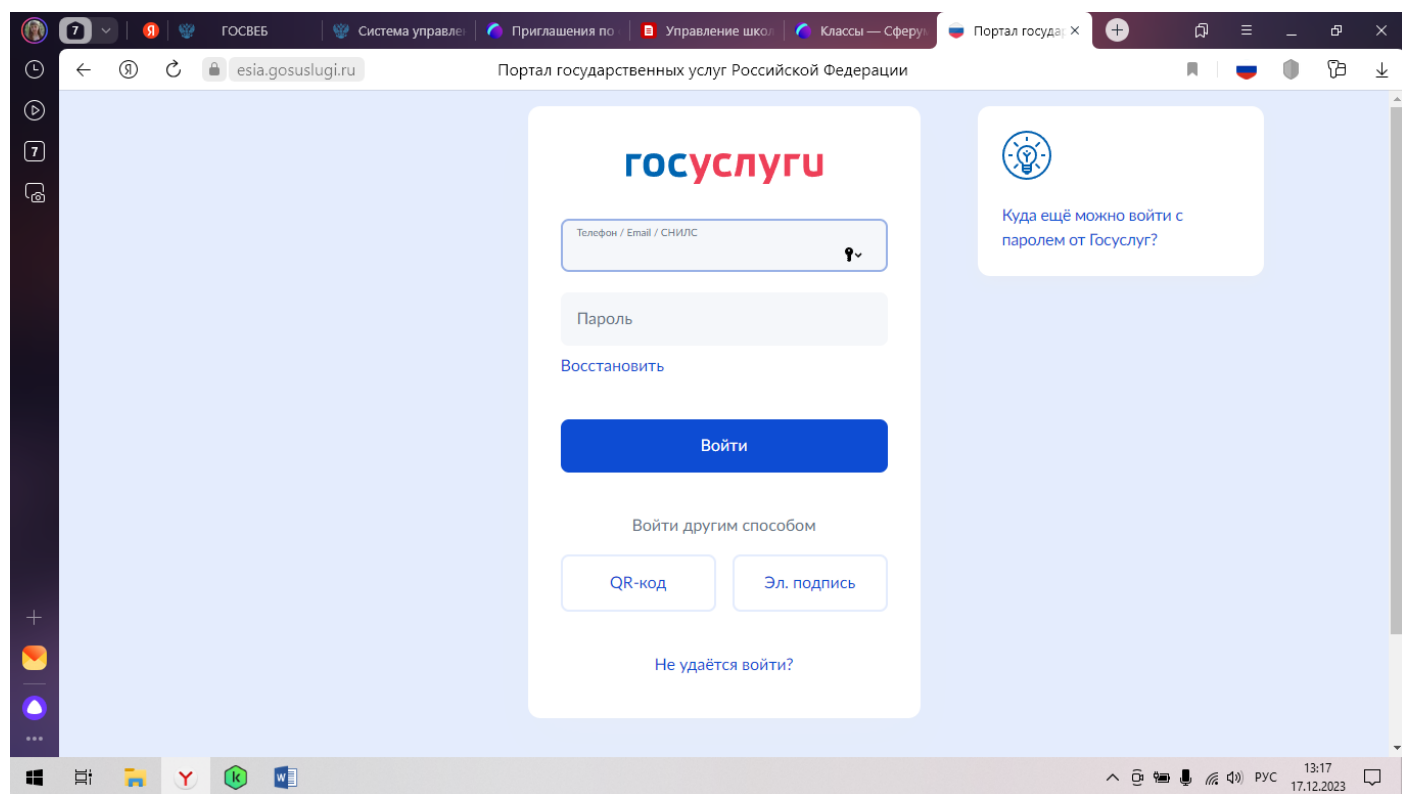 7
Я
ГОСВЕБ
Система управле
Приглашения по
Управление школ
Классы — Сферу
Портал государ
Я
esia.gosuslugi.ru
Портал государственных услуг Российской Федерации
7
госуслуги
Телефон / Email / СНИЛС
Пароль
Восстановить
Войти
Войти другим способом
QR-код
Эл. подпись
Не удаётся войти?
Куда ещё можно войти с
паролем от Госуслуг?
Y
k
W
РУС
13:17
17.12.2023